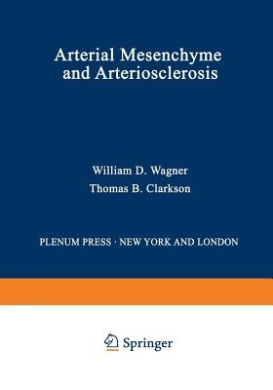 Arterial Mesenchyme
and Arteriosclerosis
William D. Wagner
Thomas B. Clarkson
PLENUM PRESS · NEW YORK AND LONDON
Springer